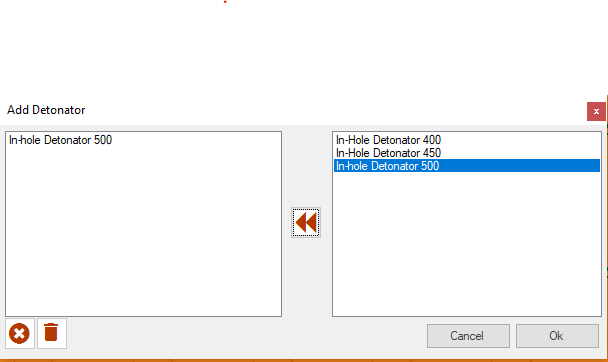 Add Detonator
x
In-hole Detonator 500
In-Hole Detonator 400
In-Hole Detonator 450
In-hole Detonator 500
Cancel
Ok